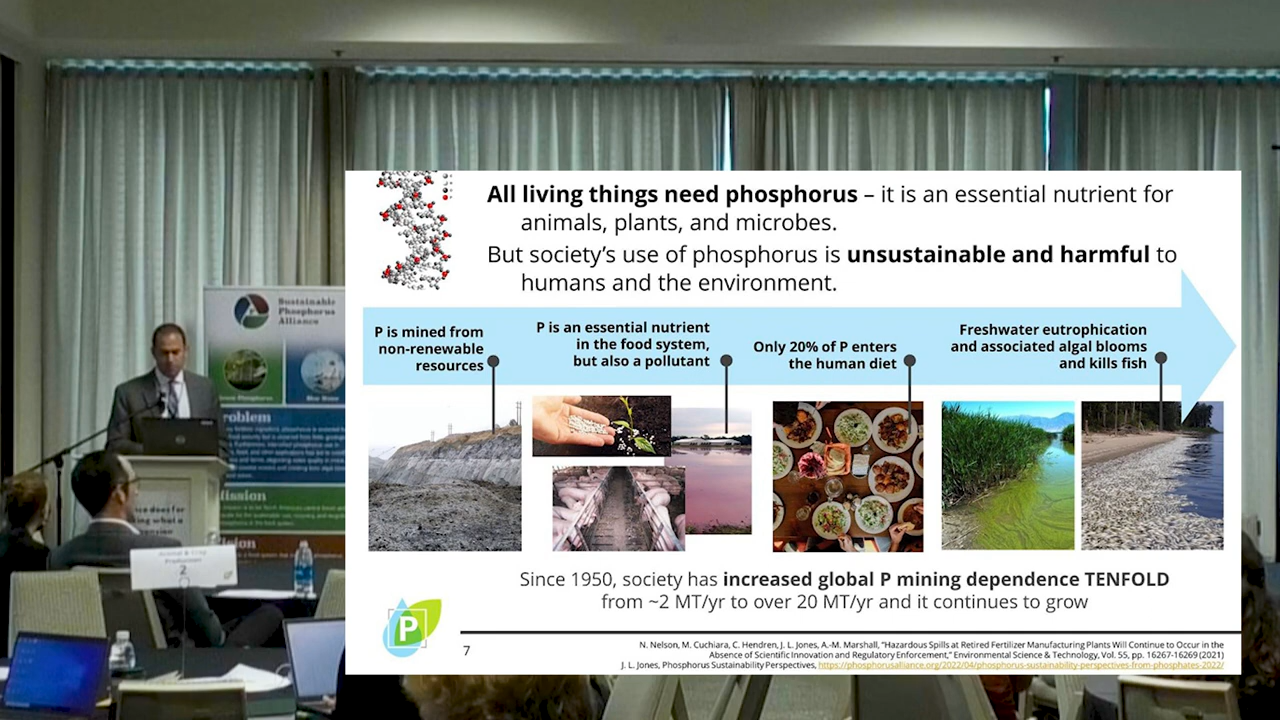 All living things need phosphorus – it is an essential nutrient for
animals, plants, and microbes.
But society's use of phosphorus is unsustainable and harmful to
humans and the environment.
P is mined from
non-renewable
resources
P is an essential nutrient
in the food system,
but also a pollutant
Only 20% of P enters
the human diet
Freshwater eutrophication
and associated algal blooms
and kills fish
Since 1950, society has increased global P mining dependence TENFOLD
from ~2 MT/yr to over 20 MT/yr and it continues to grow
P
7
N. Nelson, M. Cuchiara, C. Hendren, J. L. Jones, A.-M. Marshall, "Hazardous Spills at Retired Fertilizer Manufacturing Plants Will Continue to Occur in the
Absence of Scientific Innovation and Regulatory Enforcement," Environmental Science & Technology, Vol. 55, pp. 16267-16269 (2021)
J. L. Jones, Phosphorus Sustainability Perspectives, https://phosphorusalliance.org/2022/04/phosphorus-sustainability-perspectives-from-phosphates-2022/
Sustainable
Phosphorus
Alliance
Problem
Mission
Vision
Animal & Crop
Production
2